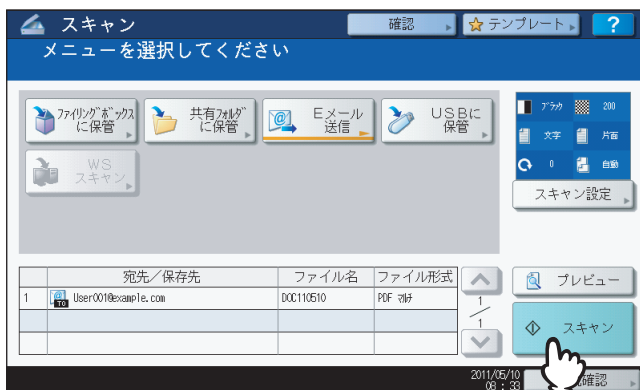 スキャン 確認 テンプレート ?
メニューを選択してください
ファイリングボックス
に保管
共有フォルダ
に保管
Eメール
送信
USBに
保管
WS
スキャン
ブラック 200
文字 片面
0 自動
スキャン設定
宛先/保存先 ファイル名 ファイル形式
1 TO User001@example.com DOC110510 PDF マルチ
1
1
プレビュー
スキャン
2011/05/10
08:33
確認